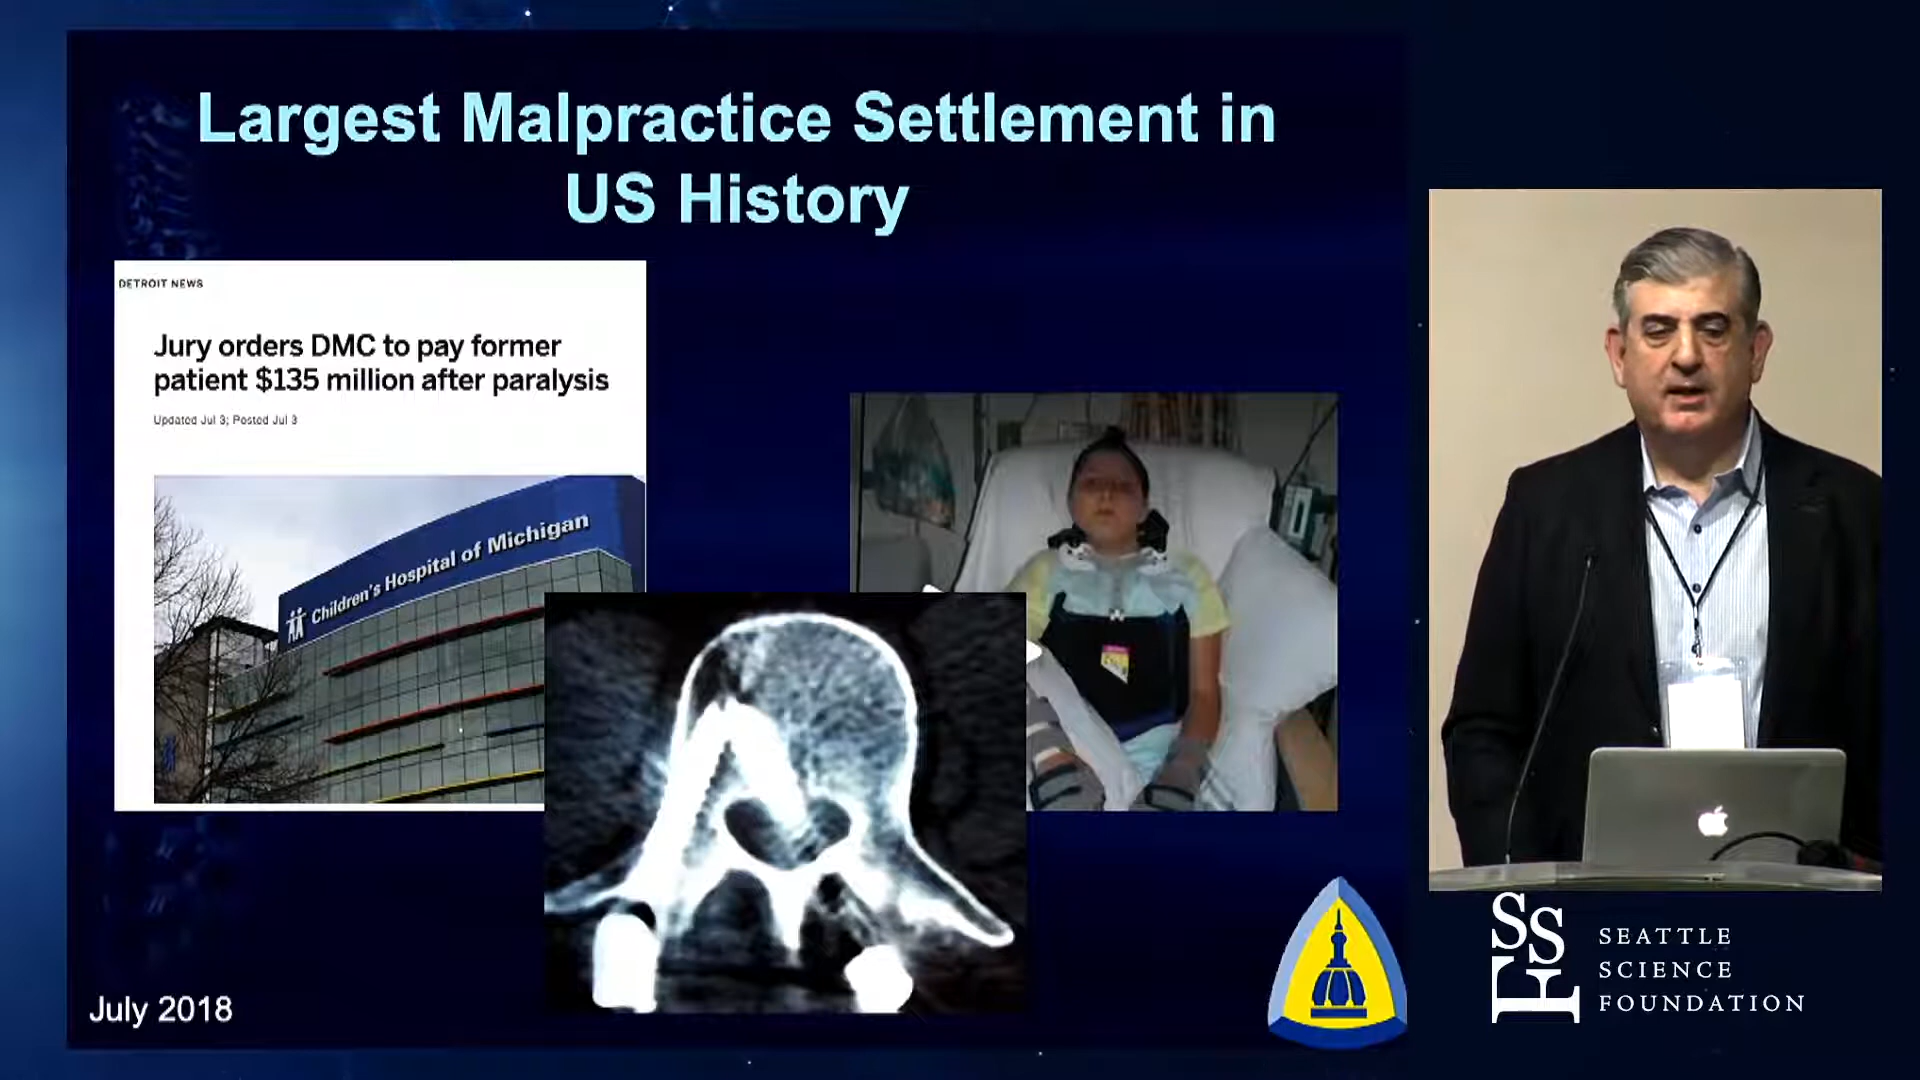 Largest Malpractice Settlement in
US History
DETROIT NEWS
Jury orders DMC to pay former
patient $135 million after paralysis
Updated Jul 3; Posted Jul 3
Children's Hospital of Michigan
July 2018
SSF
SEATTLE
SCIENCE
FOUNDATION